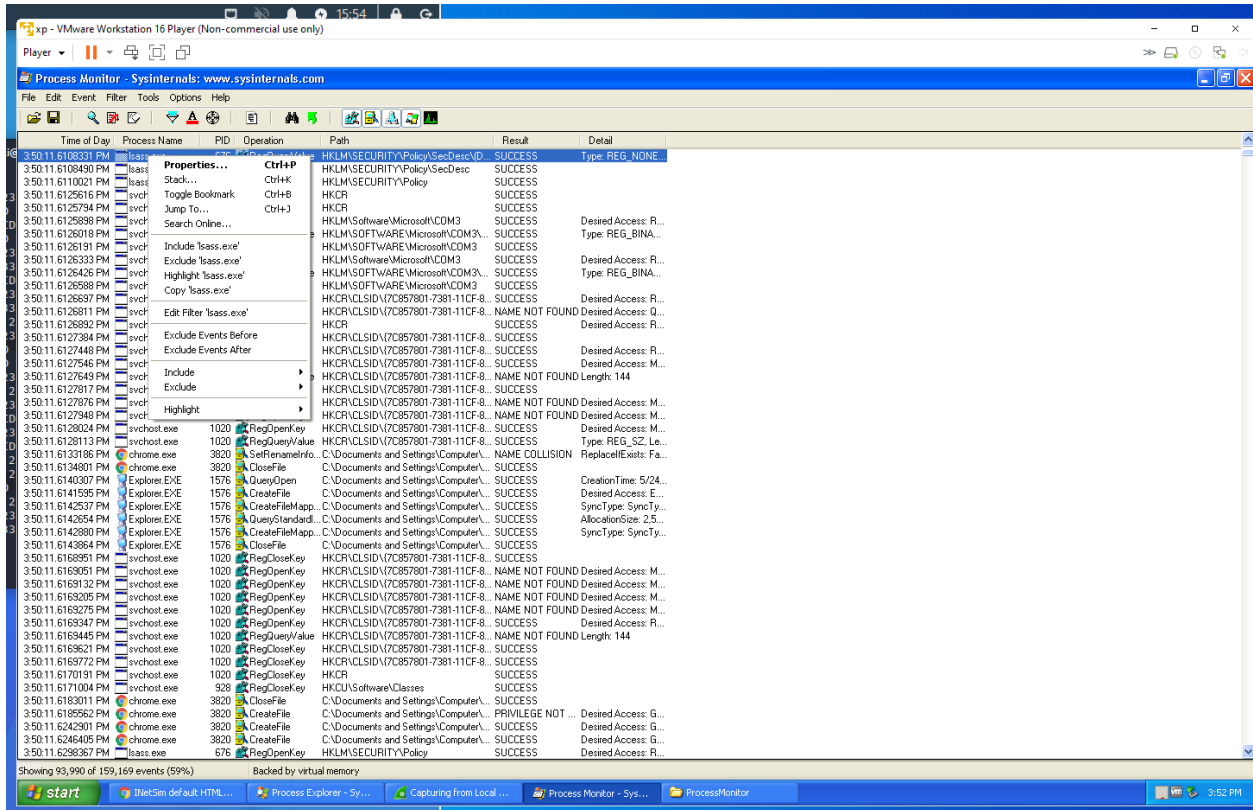 15:54
xp - VMware Workstation 16 Player (Non-commercial use only)
Player
Process Monitor - Sysinternals: www.sysinternals.com
File Edit Event Filter Tools Options Help
Time of Day Process Name PID Operation Path Result Detail
3:50:11.6108331 PM HKLM\SECURITY\Policy\SecDesc\(D... SUCCESS Type: REG_NONE...
3:50:11.6108490 PM lsass HKLM\SECURITY\Policy\SecDesc SUCCESS
3:50:11.6110021 PM lsass HKLM\SECURITY\Policy SUCCESS
3:50:11.6125616 PM svch HKCR SUCCESS
3:50:11.6125794 PM svch HKCR SUCCESS
3:50:11.6125898 PM svch HKLM\Software\Microsoft\COM3 SUCCESS Desired Access: R...
3:50:11.6126018 PM svch HKLM\SOFTWARE\Microsoft\COM3\... SUCCESS Type: REG_BINA...
3:50:11.6126191 PM svch HKLM\SOFTWARE\Microsoft\COM3 SUCCESS
3:50:11.6126333 PM svch HKLM\Software\Microsoft\COM3 SUCCESS Desired Access: R...
3:50:11.6126426 PM svch HKLM\SOFTWARE\Microsoft\COM3\... SUCCESS Type: REG_BINA...
3:50:11.6126588 PM svch HKLM\SOFTWARE\Microsoft\COM3 SUCCESS
3:50:11.6126697 PM svch HKCR\CLSID\{7C857801-7381-11CF-8... SUCCESS Desired Access: R...
3:50:11.6126811 PM svch HKCR\CLSID\{7C857801-7381-11CF-8... NAME NOT FOUND Desired Access: Q...
3:50:11.6126892 PM svch HKCR SUCCESS Desired Access: R...
3:50:11.6127384 PM svch HKCR\CLSID\{7C857801-7381-11CF-8... SUCCESS
3:50:11.6127448 PM svch HKCR\CLSID\{7C857801-7381-11CF-8... SUCCESS Desired Access: R...
3:50:11.6127546 PM svch HKCR\CLSID\{7C857801-7381-11CF-8... SUCCESS Desired Access: M...
3:50:11.6127649 PM svch HKCR\CLSID\{7C857801-7381-11CF-8... NAME NOT FOUND Length: 144
3:50:11.6127817 PM svch HKCR\CLSID\{7C857801-7381-11CF-8... SUCCESS
3:50:11.6127876 PM svch HKCR\CLSID\{7C857801-7381-11CF-8... NAME NOT FOUND Desired Access: M...
3:50:11.6127948 PM svch HKCR\CLSID\{7C857801-7381-11CF-8... NAME NOT FOUND Desired Access: M...
3:50:11.6128024 PM svchost.exe 1020 RegOpenKey HKCR\CLSID\{7C857801-7381-11CF-8... SUCCESS Desired Access: M...
3:50:11.6128113 PM svchost.exe 1020 RegQueryValue HKCR\CLSID\{7C857801-7381-11CF-8... SUCCESS Type: REG_SZ, Le...
3:50:11.6133186 PM chrome.exe 3820 SetRenameInfo... C:\Documents and Settings\Computer\... NAME COLLISION ReplaceIfExists: Fa...
3:50:11.6134801 PM chrome.exe 3820 CloseFile C:\Documents and Settings\Computer\... SUCCESS
3:50:11.6140307 PM Explorer.EXE 1576 QueryOpen C:\Documents and Settings\Computer\... SUCCESS CreationTime: 5/24...
3:50:11.6141595 PM Explorer.EXE 1576 CreateFile C:\Documents and Settings\Computer\... SUCCESS Desired Access: E...
3:50:11.6142537 PM Explorer.EXE 1576 CreateFileMapp... C:\Documents and Settings\Computer\... SUCCESS SyncType: SyncTy...
3:50:11.6142654 PM Explorer.EXE 1576 QueryStandardI... C:\Documents and Settings\Computer\... SUCCESS AllocationSize: 2,5...
3:50:11.6142880 PM Explorer.EXE 1576 CreateFileMapp... C:\Documents and Settings\Computer\... SUCCESS SyncType: SyncTy...
3:50:11.6143864 PM Explorer.EXE 1576 CloseFile C:\Documents and Settings\Computer\... SUCCESS
3:50:11.6168951 PM svchost.exe 1020 RegCloseKey HKCR\CLSID\{7C857801-7381-11CF-8... SUCCESS
3:50:11.6169051 PM svchost.exe 1020 RegOpenKey HKCR\CLSID\{7C857801-7381-11CF-8... NAME NOT FOUND Desired Access: M...
3:50:11.6169132 PM svchost.exe 1020 RegOpenKey HKCR\CLSID\{7C857801-7381-11CF-8... NAME NOT FOUND Desired Access: M...
3:50:11.6169205 PM svchost.exe 1020 RegOpenKey HKCR\CLSID\{7C857801-7381-11CF-8... NAME NOT FOUND Desired Access: M...
3:50:11.6169275 PM svchost.exe 1020 RegOpenKey HKCR\CLSID\{7C857801-7381-11CF-8... NAME NOT FOUND Desired Access: M...
3:50:11.6169347 PM svchost.exe 1020 RegOpenKey HKCR\CLSID\{7C857801-7381-11CF-8... SUCCESS Desired Access: R...
3:50:11.6169445 PM svchost.exe 1020 RegQueryValue HKCR\CLSID\{7C857801-7381-11CF-8... NAME NOT FOUND Length: 144
3:50:11.6169621 PM svchost.exe 1020 RegCloseKey HKCR\CLSID\{7C857801-7381-11CF-8... SUCCESS
3:50:11.6169772 PM svchost.exe 1020 RegCloseKey HKCR\CLSID\{7C857801-7381-11CF-8... SUCCESS
3:50:11.6170191 PM svchost.exe 1020 RegCloseKey HKCR SUCCESS
3:50:11.6171004 PM svchost.exe 928 RegCloseKey HKCU\Software\Classes SUCCESS
3:50:11.6183011 PM chrome.exe 3820 CloseFile C:\Documents and Settings\Computer\... SUCCESS
3:50:11.6185562 PM chrome.exe 3820 CreateFile C:\Documents and Settings\Computer\... PRIVILEGE NOT ... Desired Access: G...
3:50:11.6242901 PM chrome.exe 3820 CreateFile C:\Documents and Settings\Computer\... SUCCESS Desired Access: G...
3:50:11.6246405 PM chrome.exe 3820 CreateFile C:\Documents and Settings\Computer\... SUCCESS Desired Access: G...
3:50:11.6298367 PM lsass.exe 676 RegOpenKey HKLM\SECURITY\Policy SUCCESS Desired Access: R...
Properties... Ctrl+P
Stack... Ctrl+K
Toggle Bookmark Ctrl+B
Jump To... Ctrl+J
Search Online...
Include 'lsass.exe'
Exclude 'lsass.exe'
Highlight 'lsass.exe'
Copy 'lsass.exe'
Edit Filter 'lsass.exe'
Exclude Events Before
Exclude Events After
Include
Exclude
Highlight
Showing 93,990 of 159,169 events (59%) Backed by virtual memory
start INetSim default HTML... Process Explorer - Sy... Capturing from Local ... Process Monitor - Sys... ProcessMonitor 3:52 PM